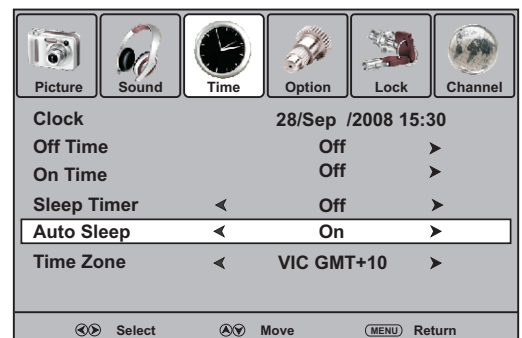 Picture Sound Time Option Lock Channel
Clock 28/Sep /2008 15:30
Off Time Off
On Time Off
Sleep Timer Off
Auto Sleep On
Time Zone VIC GMT+10
Select Move MENU Return